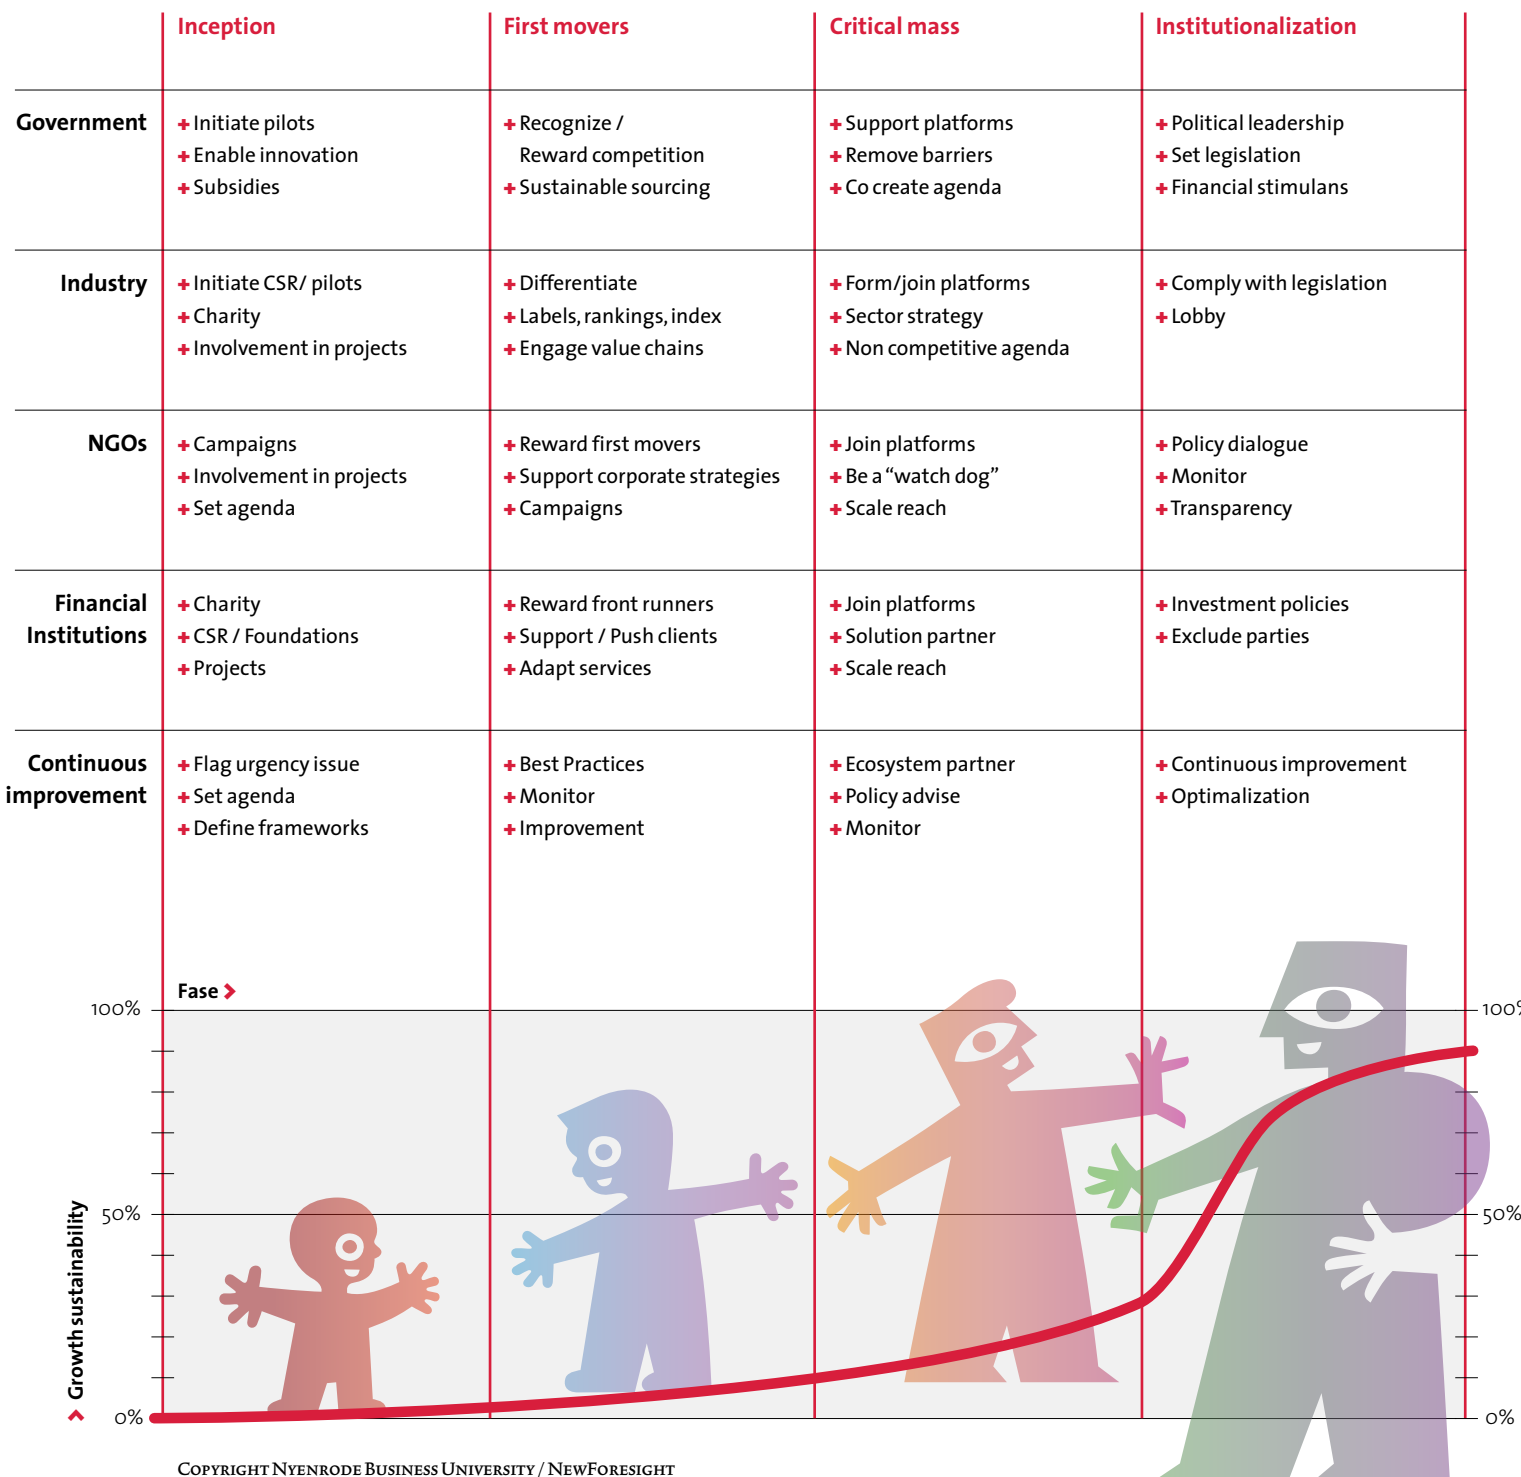 Inception
First movers
Critical mass
Institutionalization
Government
+ Initiate pilots
+ Enable innovation
+ Subsidies
+ Recognize /
Reward competition
+ Sustainable sourcing
+ Support platforms
+ Remove barriers
+ Co create agenda
+ Political leadership
+ Set legislation
+ Financial stimulans
Industry
+ Initiate CSR/ pilots
+ Charity
+ Involvement in projects
+ Differentiate
+ Labels, rankings, index
+ Engage value chains
+ Form/join platforms
+ Sector strategy
+ Non competitive agenda
+ Comply with legislation
+ Lobby
NGOs
+ Campaigns
+ Involvement in projects
+ Set agenda
+ Reward first movers
+ Support corporate strategies
+ Campaigns
+ Join platforms
+ Be a “watch dog”
+ Scale reach
+ Policy dialogue
+ Monitor
+ Transparency
Financial
Institutions
+ Charity
+ CSR / Foundations
+ Projects
+ Reward front runners
+ Support / Push clients
+ Adapt services
+ Join platforms
+ Solution partner
+ Scale reach
+ Investment policies
+ Exclude parties
Continuous
improvement
+ Flag urgency issue
+ Set agenda
+ Define frameworks
+ Best Practices
+ Monitor
+ Improvement
+ Ecosystem partner
+ Policy advise
+ Monitor
+ Continuous improvement
+ Optimalization
Fase >
100%
100%
50%
50%
> Growth sustainability
0%
0%
COPYRIGHT NYENRODE BUSINESS UNIVERSITY / NEWFORESIGHT